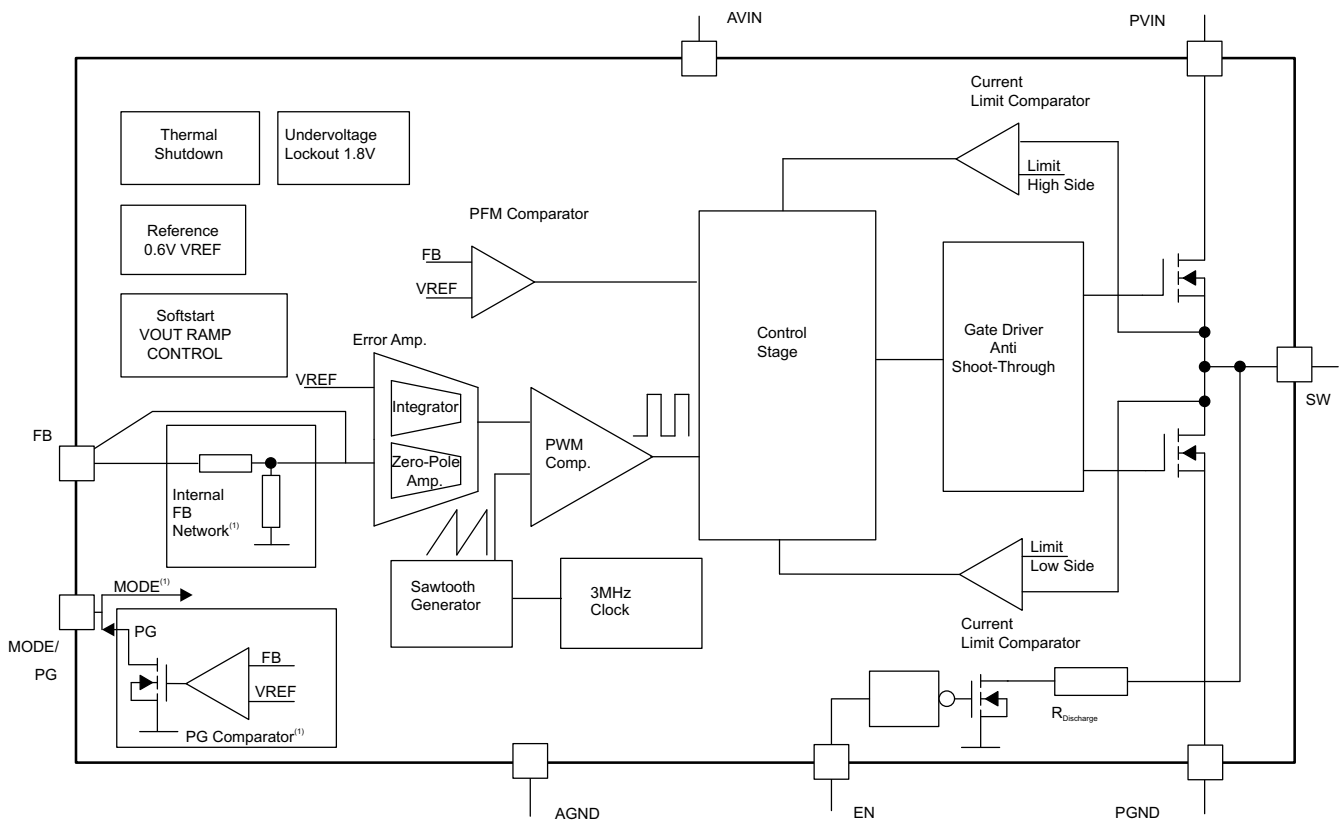 AVIN
PVIN
Current
Limit Comparator
Thermal
Shutdown
Undervoltage
Lockout 1.8V
Limit
High Side
Reference
0.6V VREF
PFM Comparator
FB
VREF
Softstart
VOUT RAMP
CONTROL
Control
Stage
Gate Driver
Anti
Shoot-Through
Error Amp.
VREF
Integrator
Zero-Pole
Amp.
PWM
Comp.
SW
FB
Internal
FB
Network(1)
Sawtooth
Generator
3MHz
Clock
Limit
Low Side
Current
Limit Comparator
MODE(1)
PG
MODE/
PG
FB
VREF
PG Comparator(1)
RDischarge
AGND
EN
PGND